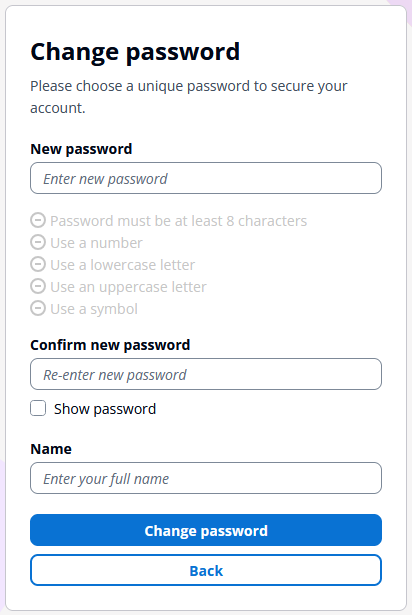 Change password
Please choose a unique password to secure your
account.
New password
Enter new password
Password must be at least 8 characters
Use a number
Use a lowercase letter
Use an uppercase letter
Use a symbol
Confirm new password
Re-enter new password
Show password
Name
Enter your full name
Change password
Back